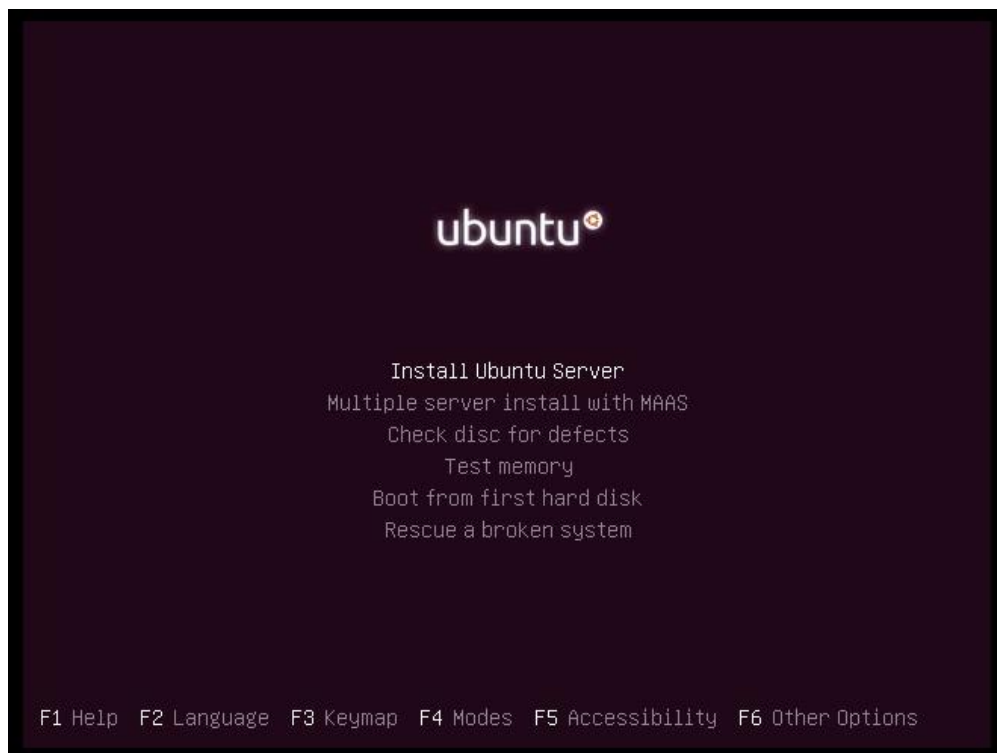 ubuntu
Install Ubuntu Server
Multiple server install with MAAS
Check disc for defects
Test memory
Boot from first hard disk
Rescue a broken system
F1 Help F2 Language F3 Keymap F4 Modes F5 Accessibility F6 Other Options